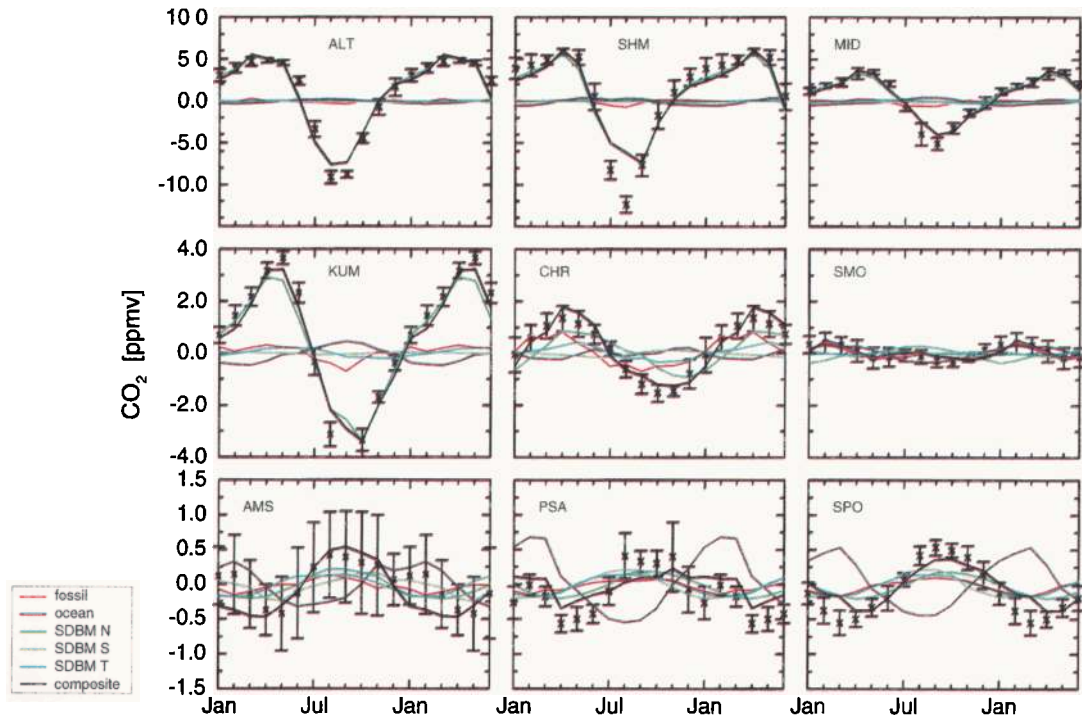 ALT
SHM
MID
10 0
5 0
0.0
-5.0
-10.0
KUM
CHR
SMO
4.0
2.0
0.0
-2.0
-4.0
CO2 [ppmv]
AMS
PSA
SPO
1.5
1.0
0.5
0.0
-0.5
-1.0
-1.5
fossil
ocean
SDBM N
SDBM S
SDBM T
composite
Jan Jul Jan Jan Jul Jan Jan Jul Jan